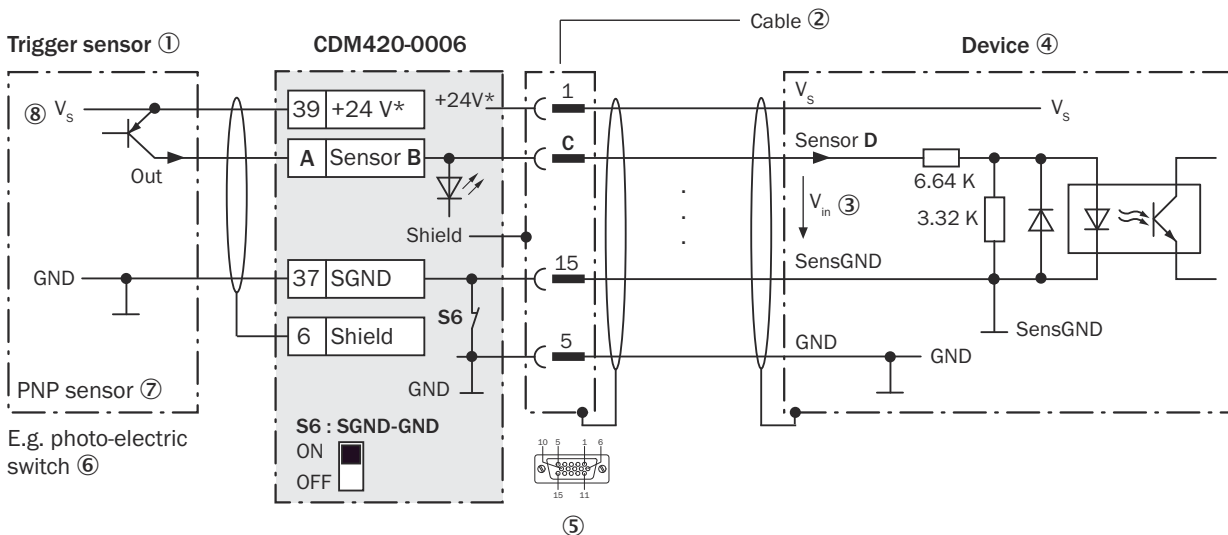 Cable ②
Trigger sensor ①
CDM420-0006
Device ④
⑧ Vs
39 +24 V*
+24V*
1
Vs
Vs
A Sensor B
C
Sensor D
Out
6.64 K
3.32 K
Vin ③
Shield
GND
37 SGND
15
SensGND
S6
6 Shield
5
SensGND
GND
GND
GND
PNP sensor ⑦
S6 : SGND-GND
ON
OFF
E.g. photo-electric
switch ⑥
10 5 1 6
15 11
⑤